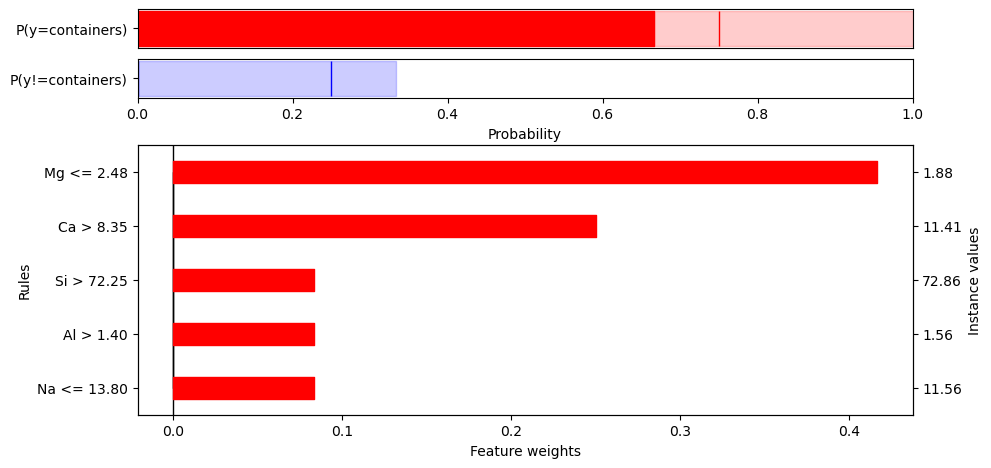 P(y=containers)
P(y!=containers)
0.0 0.2 0.4 0.6 0.8 1.0
Probability
Mg <= 2.48 1.88
Ca > 8.35 11.41
Si > 72.25 72.86
Al > 1.40 1.56
Na <= 13.80 11.56
Rules
Instance values
0.0 0.1 0.2 0.3 0.4
Feature weights